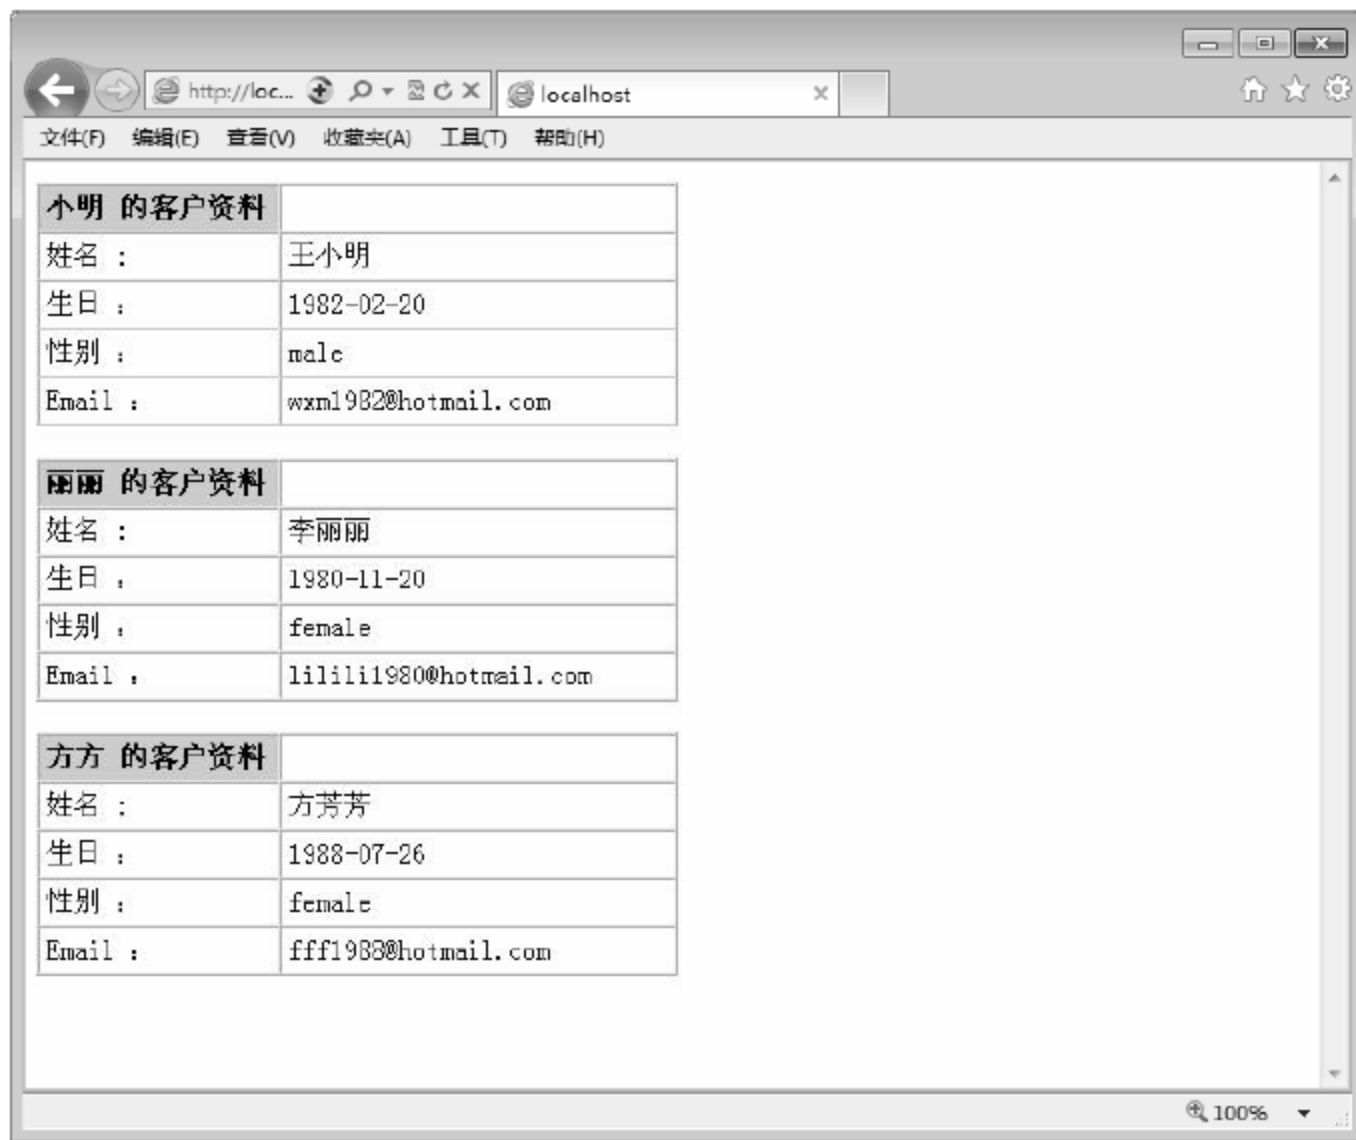 http://loc...
localhost
文件(F) 编辑(E) 查看(V) 收藏夹(A) 工具(T) 帮助(H)
小明 的客户资料
姓名 : 王小明
生日 : 1982-02-20
性别 : male
Email : wxm1982@hotmail.com
丽丽 的客户资料
姓名 : 李丽丽
生日 : 1980-11-20
性别 : female
Email : lilili1980@hotmail.com
方方 的客户资料
姓名 : 方芳芳
生日 : 1988-07-26
性别 : female
Email : fff1988@hotmail.com
100%